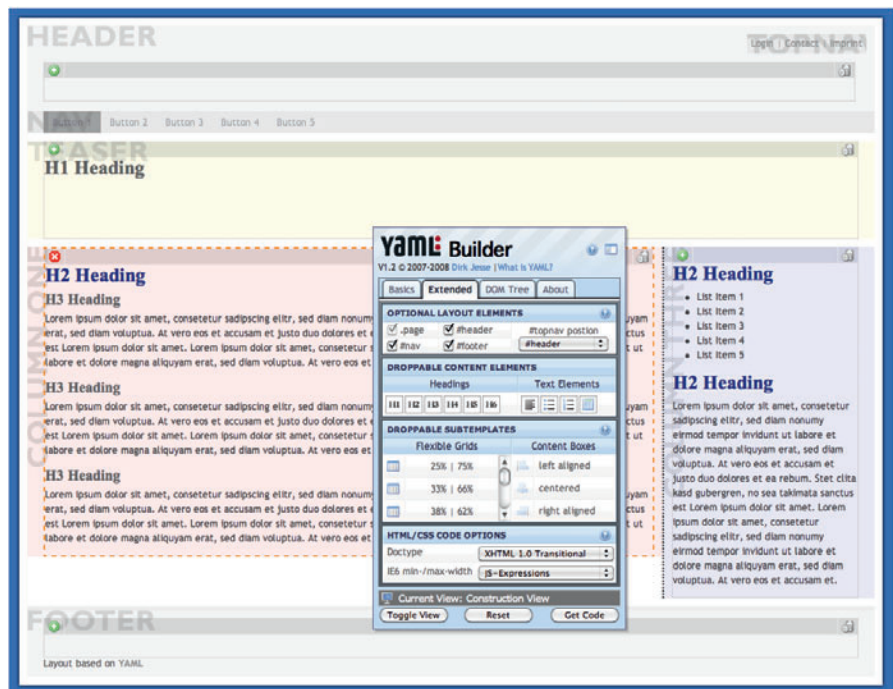 HEADER
TOPNAV
Login | Contact | Imprint
NAV
Button 1 Button 2 Button 3 Button 4 Button 5
TEASER
H1 Heading
COLUMN ONE
H2 Heading
H3 Heading
Lorem ipsum dolor sit amet, consetetur sadipscing elitr, sed diam nonumy
erat, sed diam voluptua. At vero eos et accusam et justo duo dolores et e
est Lorem ipsum dolor sit amet. Lorem ipsum dolor sit amet, consetetur s
labore et dolore magna aliquyam erat, sed diam voluptua. At vero eos et
H3 Heading
Lorem ipsum dolor sit amet, consetetur sadipscing elitr, sed diam nonumy
erat, sed diam voluptua. At vero eos et accusam et justo duo dolores et e
est Lorem ipsum dolor sit amet. Lorem ipsum dolor sit amet, consetetur s
labore et dolore magna aliquyam erat, sed diam voluptua. At vero eos et
H3 Heading
Lorem ipsum dolor sit amet, consetetur sadipscing elitr, sed diam nonumy
erat, sed diam voluptua. At vero eos et accusam et justo duo dolores et e
est Lorem ipsum dolor sit amet. Lorem ipsum dolor sit amet, consetetur s
labore et dolore magna aliquyam erat, sed diam voluptua. At vero eos et
YAML Builder
V1.2 © 2007-2008 Dirk Jesse | What is YAML?
Basics Extended DOM Tree About
OPTIONAL LAYOUT ELEMENTS
.page #header #topnav postion
#nav #footer #header
DROPPABLE CONTENT ELEMENTS
Headings Text Elements
H1 H2 H3 H4 H5 H6
DROPPABLE SUBTEMPLATES
Flexible Grids Content Boxes
25% | 75% left aligned
33% | 66% centered
38% | 62% right aligned
HTML/CSS CODE OPTIONS
Doctype XHTML 1.0 Transitional
IE6 min-/max-width JS-Expressions
Current View: Construction View
Toggle View Reset Get Code
H2 Heading
List Item 1
List Item 2
List Item 3
List Item 4
List Item 5
H2 Heading
Lorem ipsum dolor sit amet, consetetur
sadipscing elitr, sed diam nonumy
eirmod tempor invidunt ut labore et
dolore magna aliquyam erat, sed diam
voluptua. At vero eos et accusam et
justo duo dolores et ea rebum. Stet clita
kasd gubergren, no sea takimata sanctus
est Lorem ipsum dolor sit amet. Lorem
ipsum dolor sit amet, consetetur
sadipscing elitr, sed diam nonumy
eirmod tempor invidunt ut labore et
dolore magna aliquyam erat, sed diam
voluptua. At vero eos et accusam et.
FOOTER
Layout based on YAML